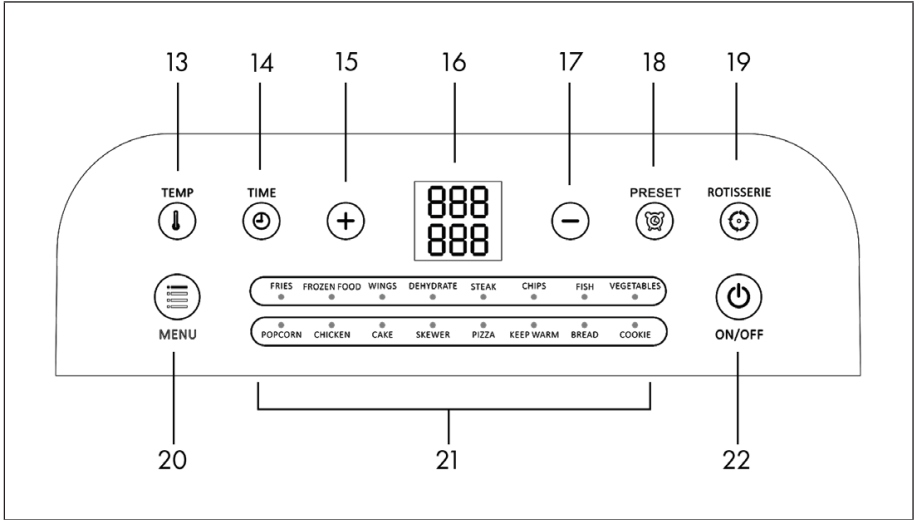 13 14 15 16 17 18 19
TEMP TIME PRESET ROTISSERIE
888
888
FRIES FROZEN FOOD WINGS DEHYDRATE STEAK CHIPS FISH VEGETABLES
POPCORN CHICKEN CAKE SKEWER PIZZA KEEP WARM BREAD COOKIE
MENU ON/OFF
20 21 22